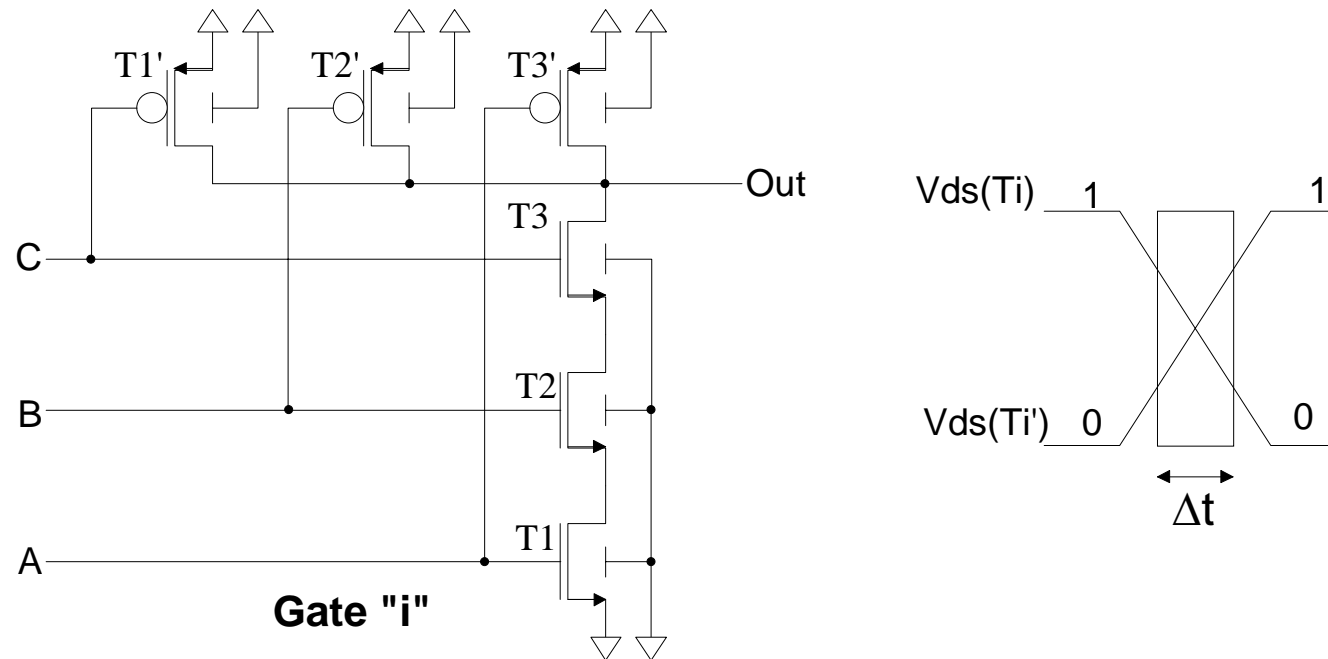 T1' T2' T3'
Out
T3
C
T2
B
T1
A
Gate "i"
Vds(Ti) 1 1
Vds(Ti') 0 0
Δt